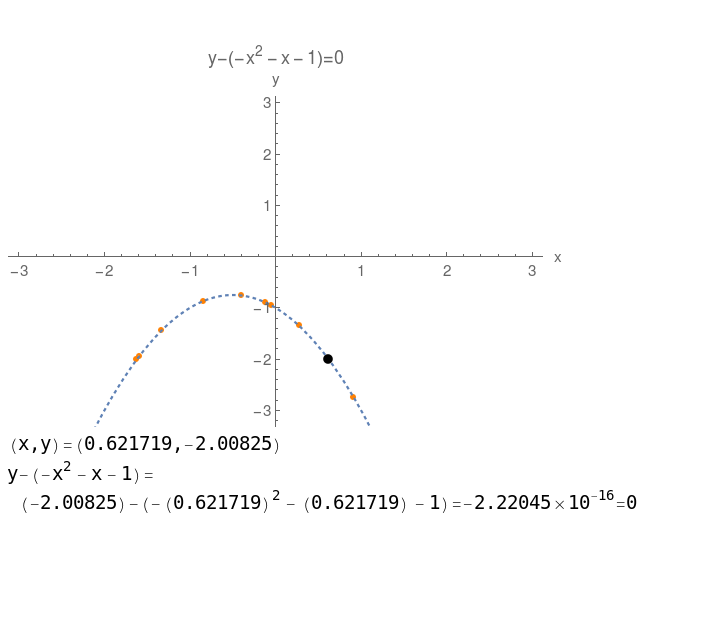 y−(−x² − x − 1)=0
y
3
2
1
−3 −2 −1 1 2 3 x
−1
−2
−3
(x,y)=(0.621719,−2.00825)
y−(−x² − x − 1)=
(−2.00825)−(−(0.621719)² − (0.621719) − 1)=−2.22045×10⁻¹⁶=0